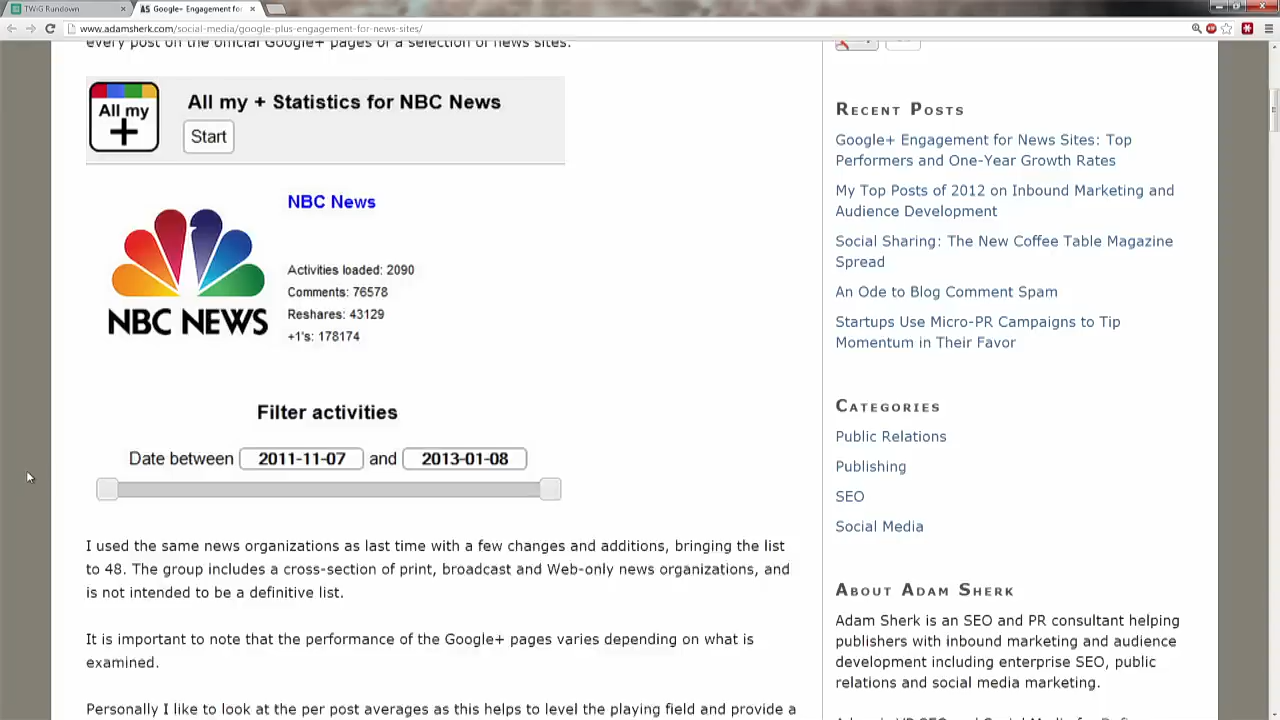 TWiG Rundown
AS Google+ Engagement for
www.adamsherk.com/social-media/google-plus-engagement-for-news-sites/
every post on the official Google+ pages of a selection of news sites.
All my
+
All my + Statistics for NBC News
Start
NBC News
NBC NEWS
Activities loaded: 2090
Comments: 76578
Reshares: 43129
+1's: 178174
Filter activities
Date between 2011-11-07 and 2013-01-08
I used the same news organizations as last time with a few changes and additions, bringing the list
to 48. The group includes a cross-section of print, broadcast and Web-only news organizations, and
is not intended to be a definitive list.
It is important to note that the performance of the Google+ pages varies depending on what is
examined.
Personally I like to look at the per post averages as this helps to level the playing field and provide a
Recent Posts
Google+ Engagement for News Sites: Top
Performers and One-Year Growth Rates
My Top Posts of 2012 on Inbound Marketing and
Audience Development
Social Sharing: The New Coffee Table Magazine
Spread
An Ode to Blog Comment Spam
Startups Use Micro-PR Campaigns to Tip
Momentum in Their Favor
Categories
Public Relations
Publishing
SEO
Social Media
About Adam Sherk
Adam Sherk is an SEO and PR consultant helping
publishers with inbound marketing and audience
development including enterprise SEO, public
relations and social media marketing.